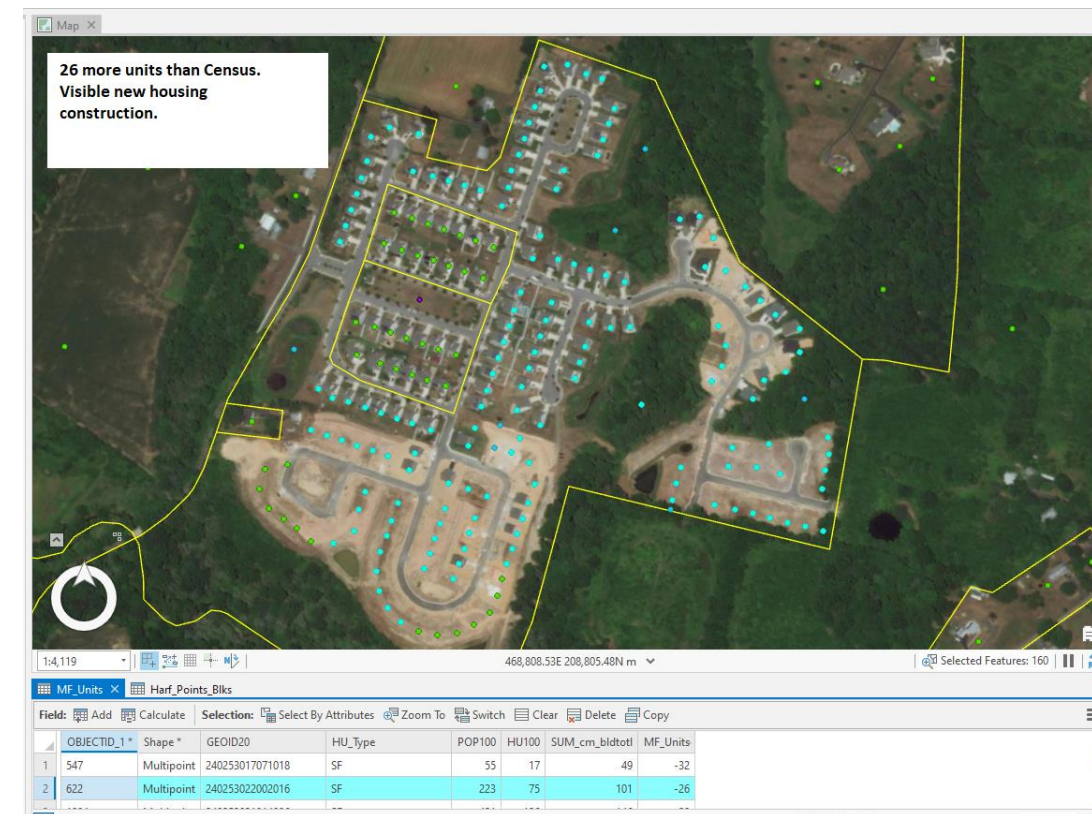 Map
26 more units than Census.
Visible new housing
construction.
1:4,119
468,808.53E 208,805.48N m
Selected Features: 160
MF_Units Harf_Points_Blks
Field: Add Calculate Selection: Select By Attributes Zoom To Switch Clear Delete Copy
OBJECTID_1 * Shape * GEOID20 HU_Type POP100 HU100 SUM_cm_bldtotl MF_Units
1 547 Multipoint 240253017071018 SF 55 17 49 -32
2 622 Multipoint 240253022002016 SF 223 75 101 -26